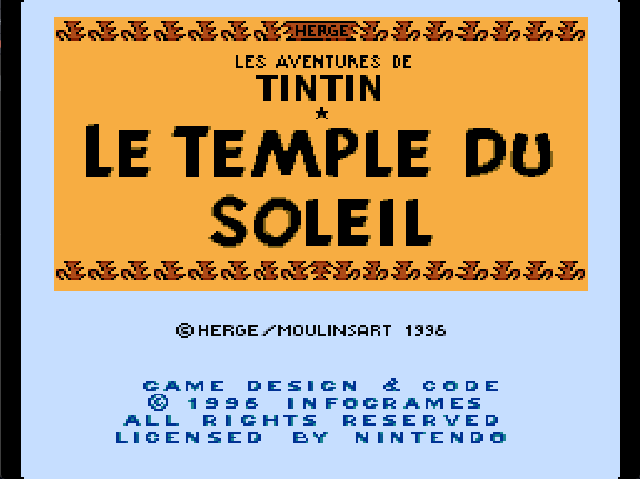 HERGE
LES AVENTURES DE
TINTIN
LE TEMPLE DU
SOLEIL
© HERGE/MOULINSART 1996
GAME DESIGN & CODE
© 1996 INFOGRAMES
ALL RIGHTS RESERVED
LICENSED BY NINTENDO